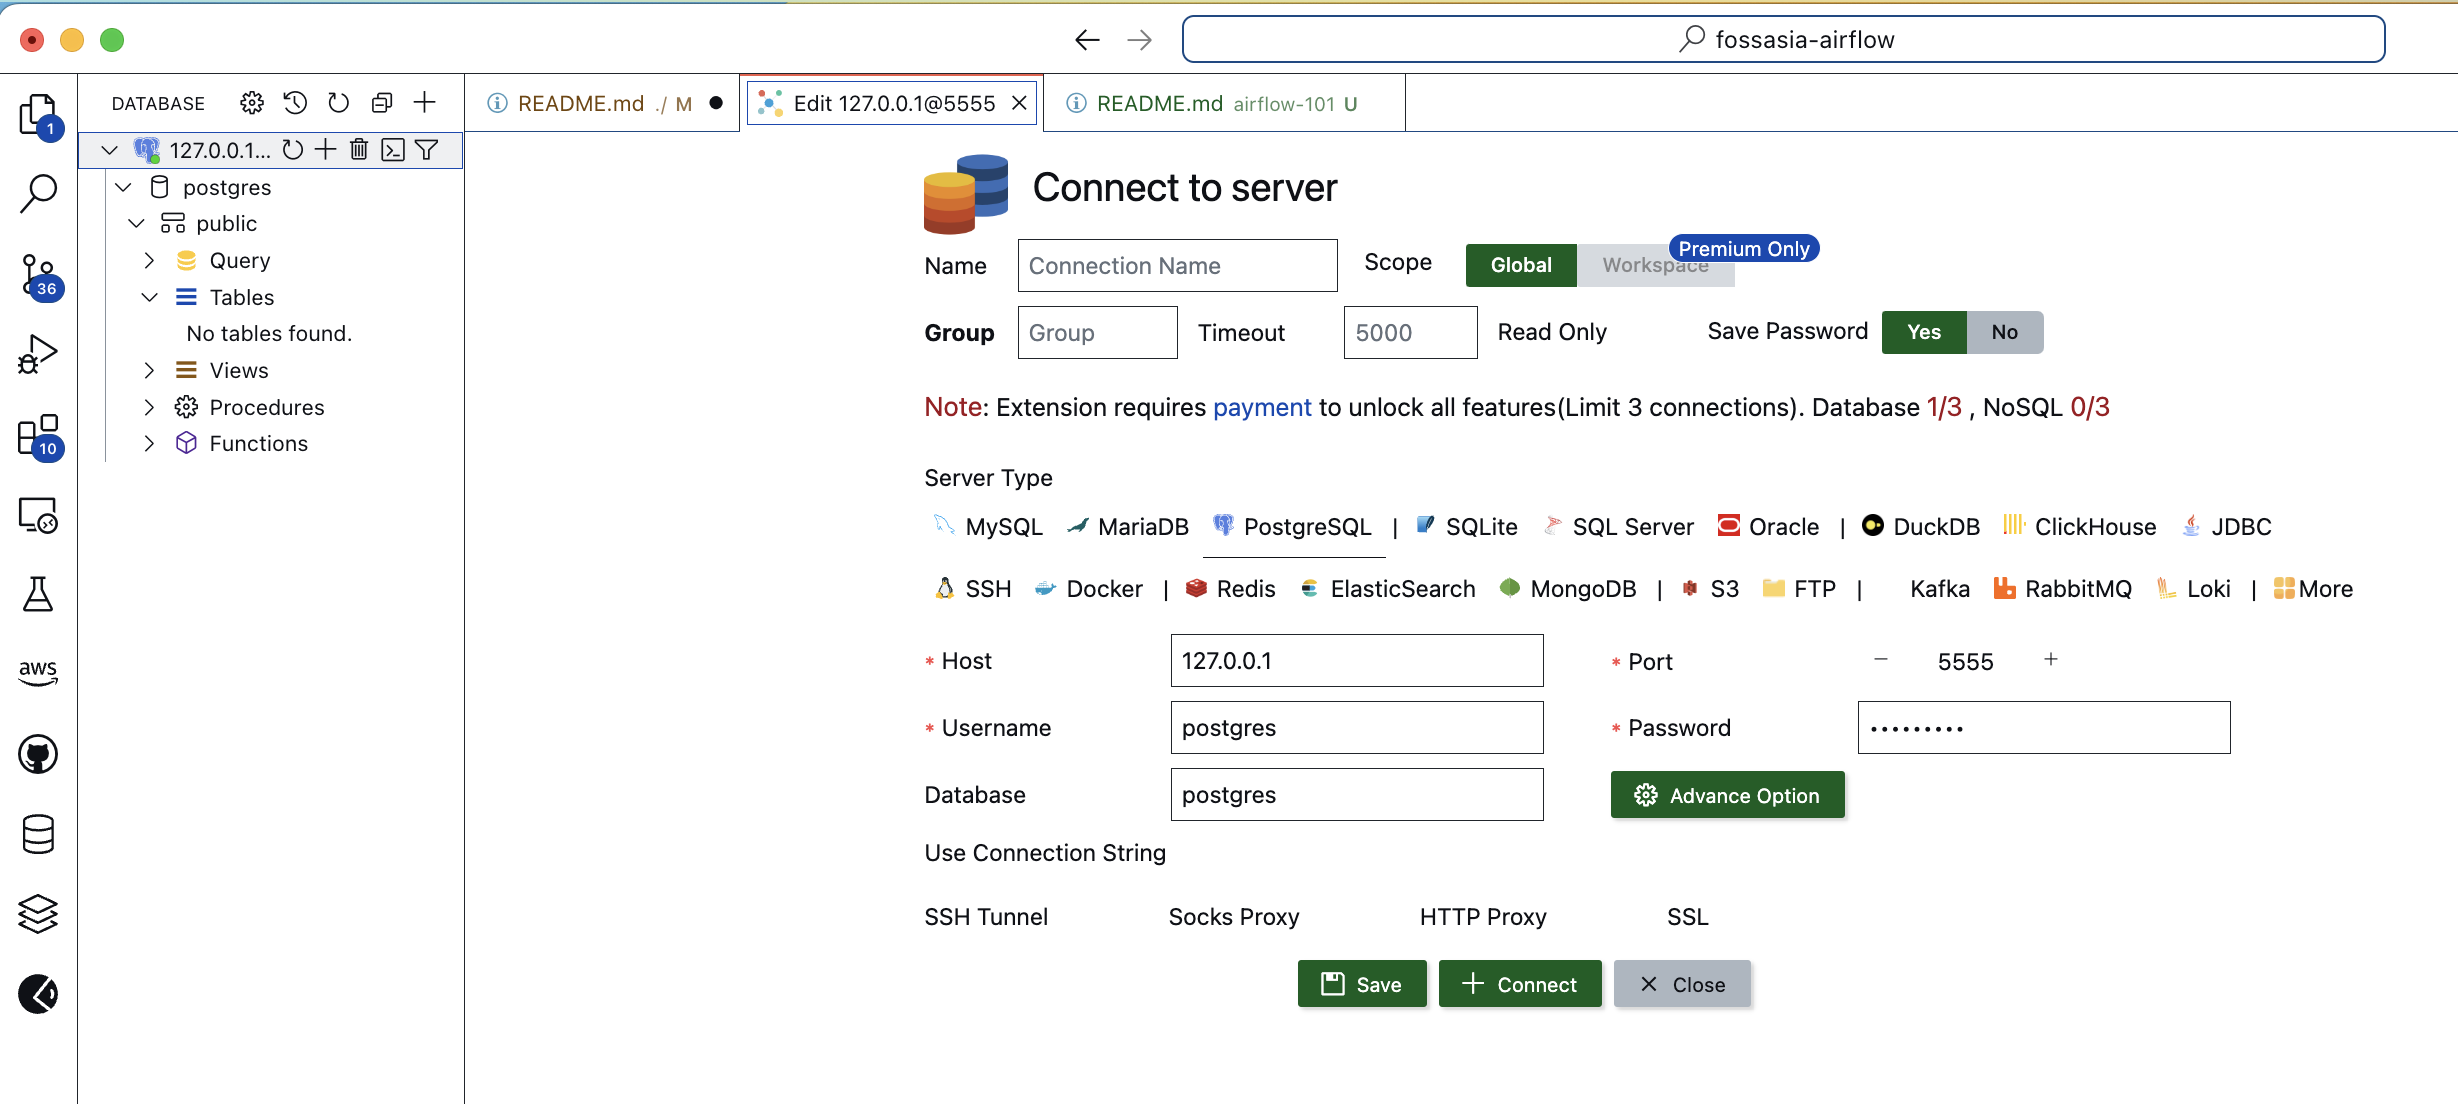 fossasia-airflow
DATABASE
README.md ./ M
Edit 127.0.0.1@5555
README.md airflow-101 U
1
127.0.0.1...
postgres
public
Query
Tables
No tables found.
Views
Procedures
Functions
36
10
aws
Connect to server
Name Connection Name Scope Global Workspace Premium Only
Group Group Timeout 5000 Read Only Save Password Yes No
Note: Extension requires payment to unlock all features(Limit 3 connections). Database 1/3 , NoSQL 0/3
Server Type
MySQL MariaDB PostgreSQL | SQLite SQL Server Oracle | DuckDB ClickHouse JDBC
SSH Docker | Redis ElasticSearch MongoDB | S3 FTP | Kafka RabbitMQ Loki | More
* Host 127.0.0.1 * Port − 5555 +
* Username postgres * Password •••••••••
Database postgres Advance Option
Use Connection String
SSH Tunnel Socks Proxy HTTP Proxy SSL
Save Connect Close